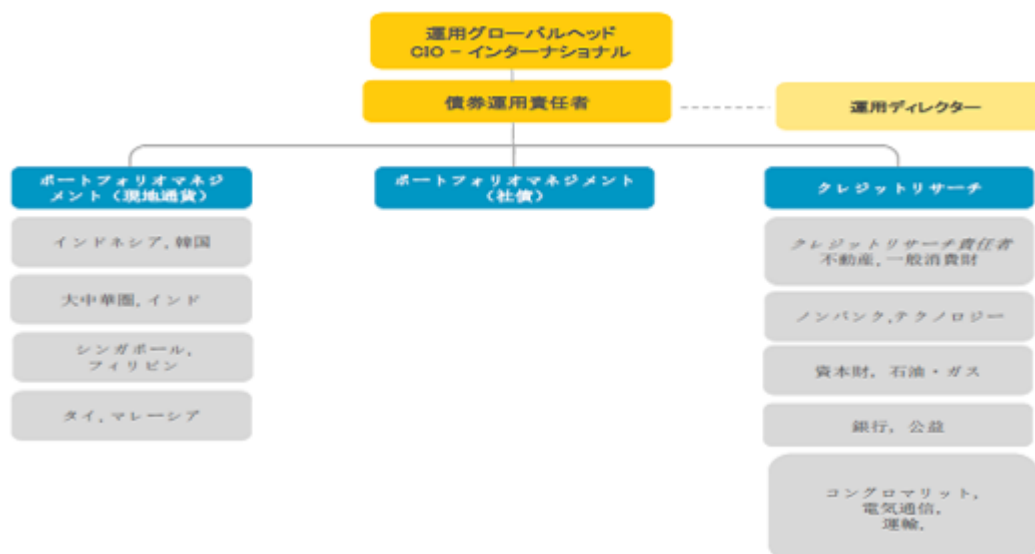 運用グローバルヘッド
CIO – インターナショナル
債券運用責任者
運用ディレクター
ポートフォリオマネジ
メント（現地通貨）
インドネシア, 韓国
大中華圏, インド
シンガポール,
フィリピン
タイ, マレーシア
ポートフォリオマネジメント
（社債）
クレジットリサーチ
クレジットリサーチ責任者
不動産, 一般消費財
ノンバンク,テクノロジー
資本財, 石油・ガス
銀行, 公益
コングロマリット,
電気通信,
運輸,